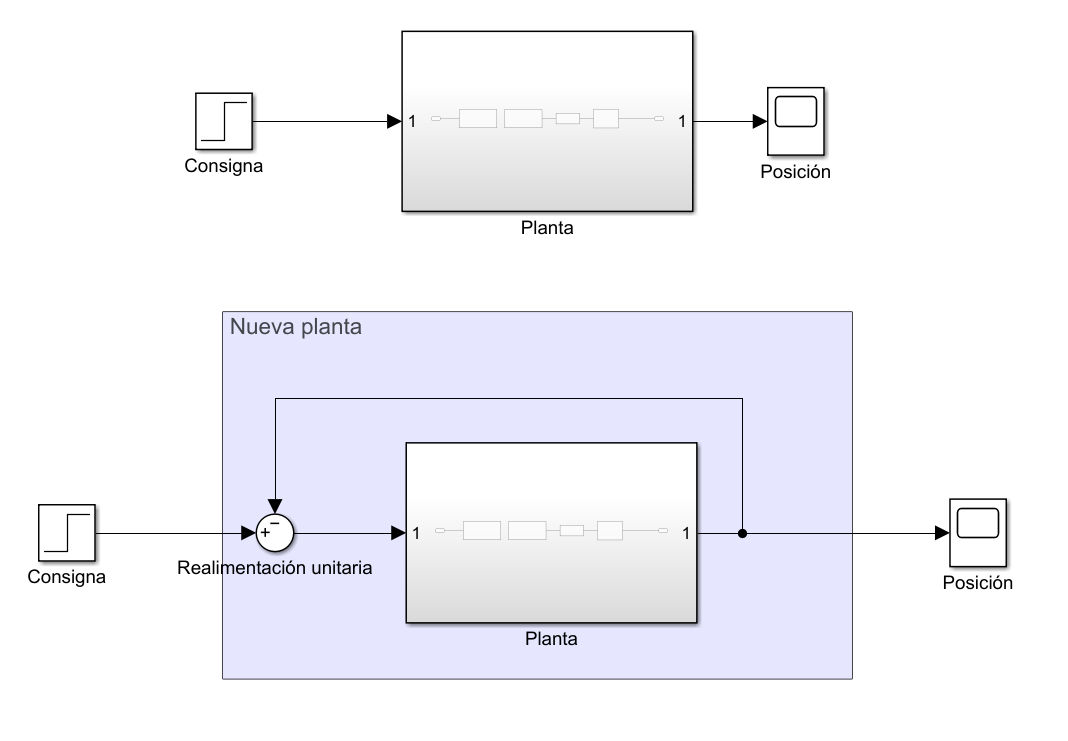 1
1
Consigna
Posición
Planta
Nueva planta
−
+
1
1
Realimentación unitaria
Consigna
Posición
Planta